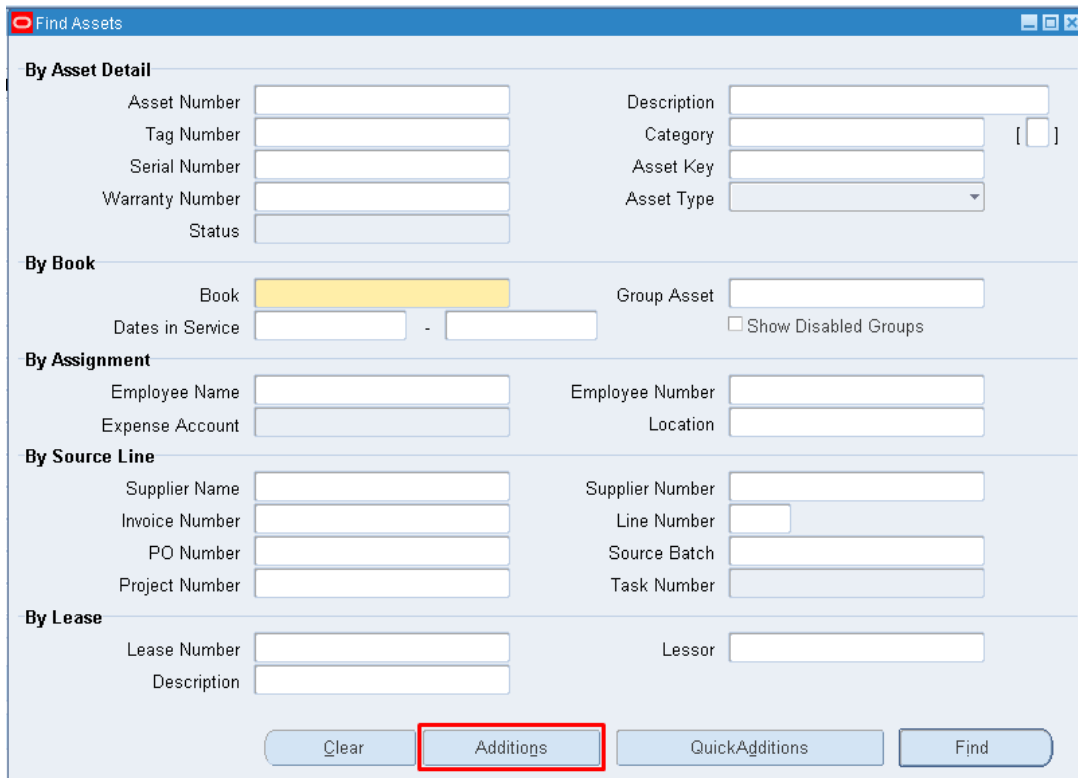 Find Assets
By Asset Detail
Asset Number Description
Tag Number Category [ ]
Serial Number Asset Key
Warranty Number Asset Type
Status
By Book
Book Group Asset
Dates in Service - Show Disabled Groups
By Assignment
Employee Name Employee Number
Expense Account Location
By Source Line
Supplier Name Supplier Number
Invoice Number Line Number
PO Number Source Batch
Project Number Task Number
By Lease
Lease Number Lessor
Description
Clear Additions QuickAdditions Find